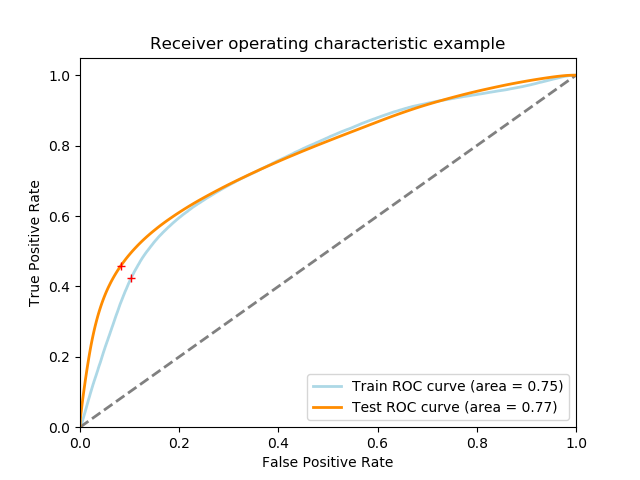 Receiver operating characteristic example
True Positive Rate
1.0
0.8
0.6
0.4
0.2
0.0
0.0 0.2 0.4 0.6 0.8 1.0
False Positive Rate
Train ROC curve (area = 0.75)
Test ROC curve (area = 0.77)